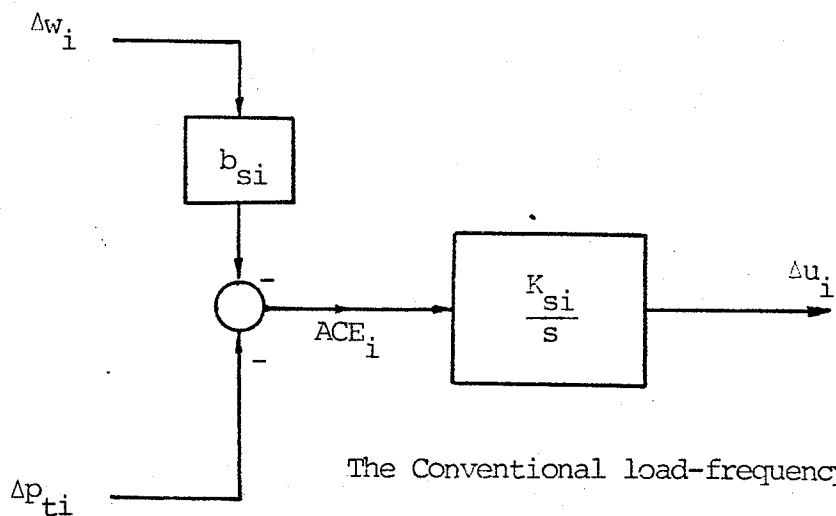 Δw_i
b_si
-
K_si
s
Δu_i
ACE_i
-
The Conventional load-frequency
Δp_ti